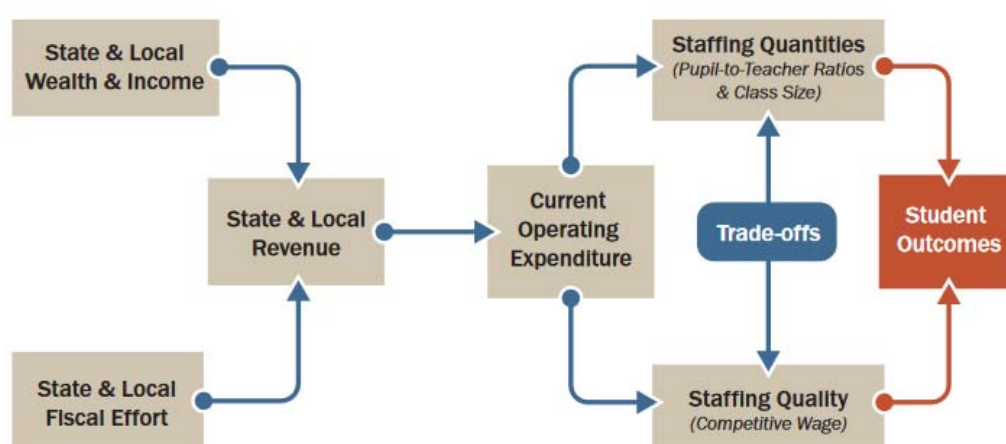 State & Local
Wealth & Income
State & Local
Fiscal Effort
State & Local
Revenue
Current
Operating
Expenditure
Staffing Quantities
(Pupil-to-Teacher Ratios
& Class Size)
Trade-offs
Staffing Quality
(Competitive Wage)
Student
Outcomes